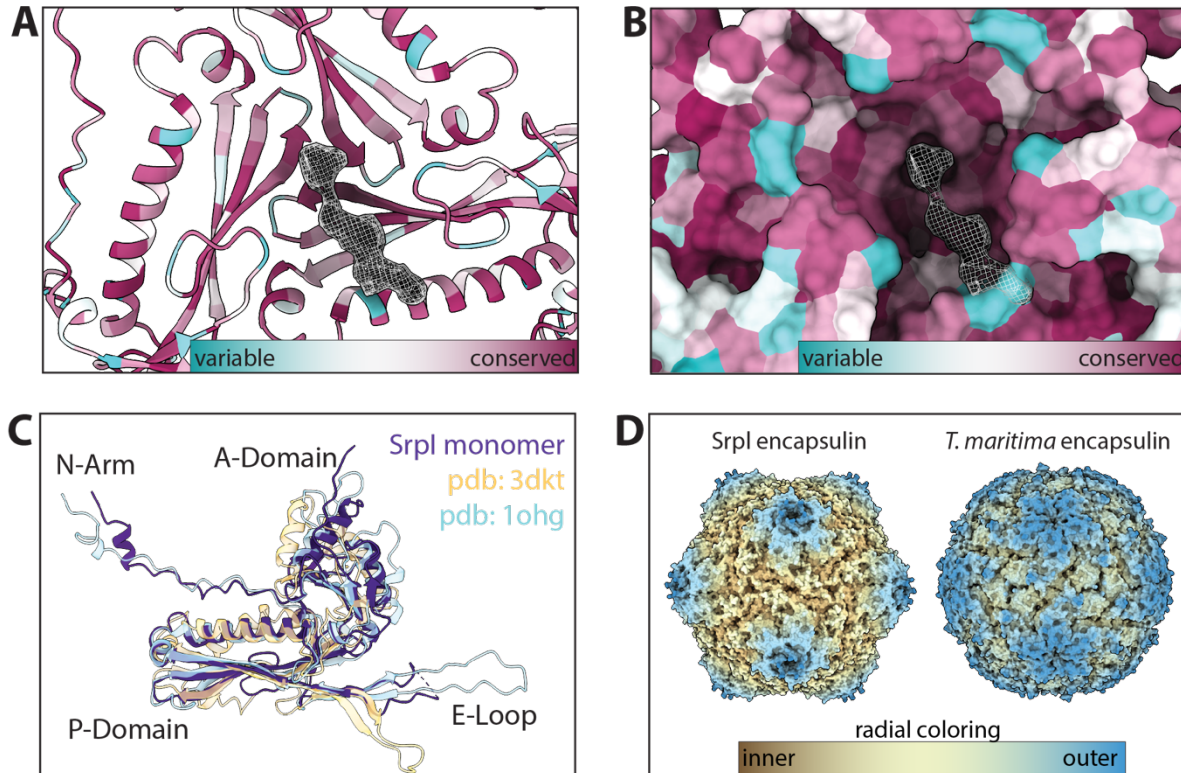 A
variable
conserved
B
variable
conserved
C
N-Arm
A-Domain
SrpI monomer
pdb: 3dkt
pdb: 1ohg
P-Domain
E-Loop
D
SrpI encapsulin
T. maritima encapsulin
radial coloring
inner
outer